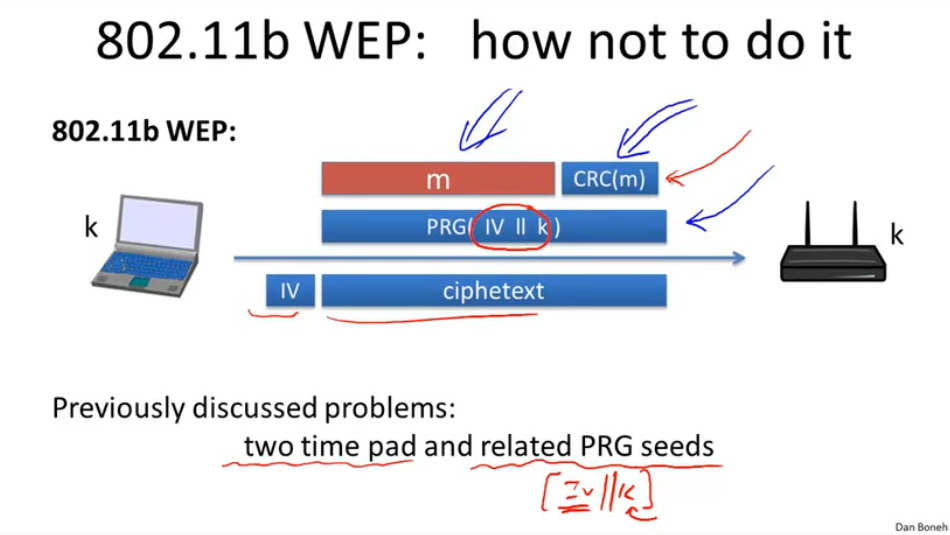 802.11b WEP: how not to do it
802.11b WEP:
m CRC(m)
k PRG( IV ll k ) k
IV ciphetext
Previously discussed problems:
two time pad and related PRG seeds
[IV||k]
Dan Boneh